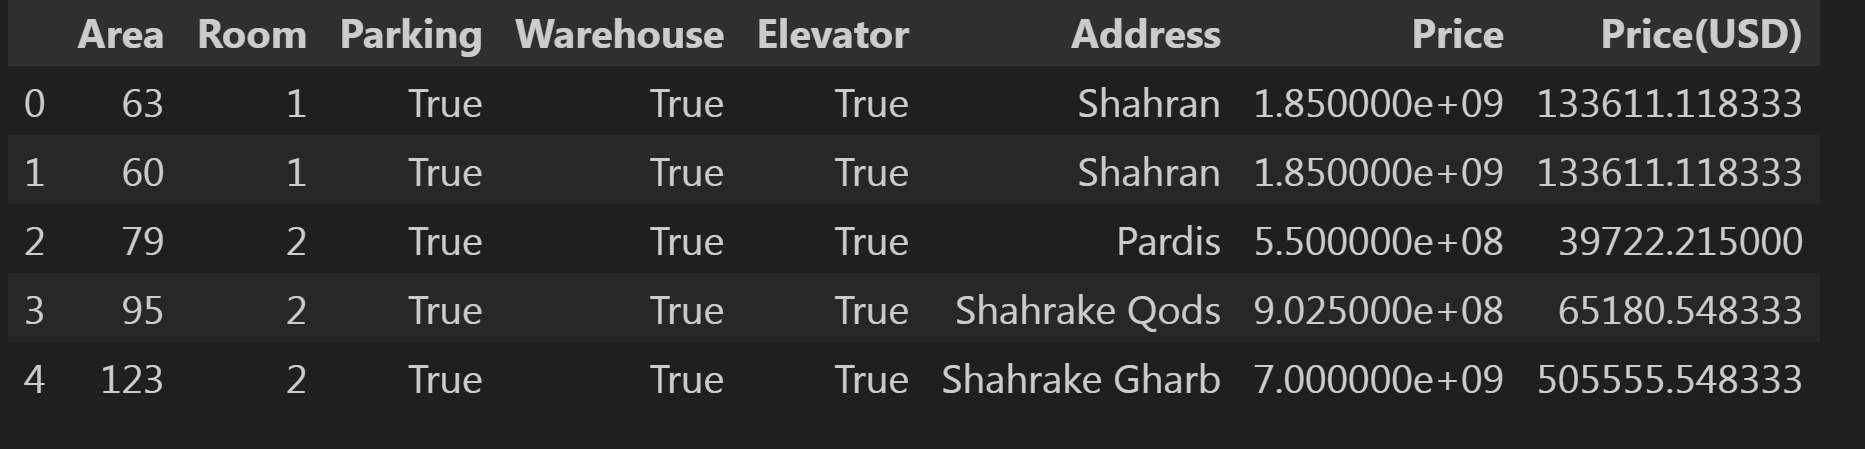 Area Room Parking Warehouse Elevator Address Price Price(USD)
0 63 1 True True True Shahran 1.850000e+09 133611.118333
1 60 1 True True True Shahran 1.850000e+09 133611.118333
2 79 2 True True True Pardis 5.500000e+08 39722.215000
3 95 2 True True True Shahrake Qods 9.025000e+08 65180.548333
4 123 2 True True True Shahrake Gharb 7.000000e+09 505555.548333